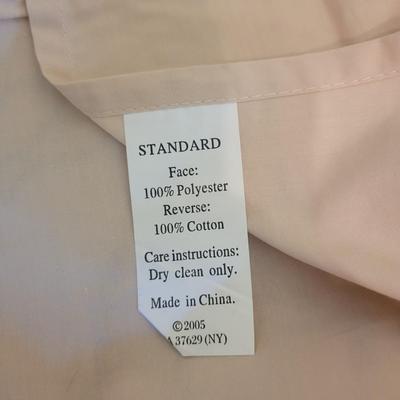 STANDARD
Face:
100% Polyester
Reverse:
100% Cotton
Care instructions:
Dry clean only.
Made in China.
©2005
A 37629 (NY)